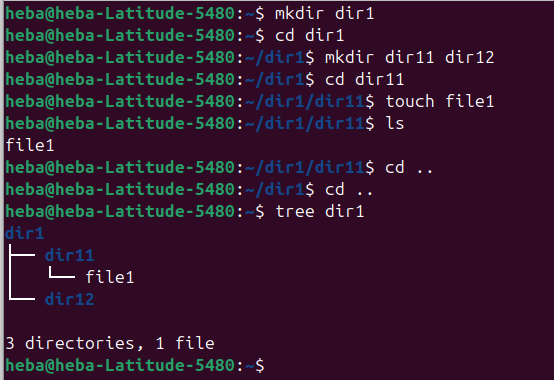 heba@heba-Latitude-5480:~$ mkdir dir1
heba@heba-Latitude-5480:~$ cd dir1
heba@heba-Latitude-5480:~/dir1$ mkdir dir11 dir12
heba@heba-Latitude-5480:~/dir1$ cd dir11
heba@heba-Latitude-5480:~/dir1/dir11$ touch file1
heba@heba-Latitude-5480:~/dir1/dir11$ ls
file1
heba@heba-Latitude-5480:~/dir1/dir11$ cd ..
heba@heba-Latitude-5480:~/dir1$ cd ..
heba@heba-Latitude-5480:~$ tree dir1
dir1
├── dir11
│   └── file1
└── dir12
3 directories, 1 file
heba@heba-Latitude-5480:~$